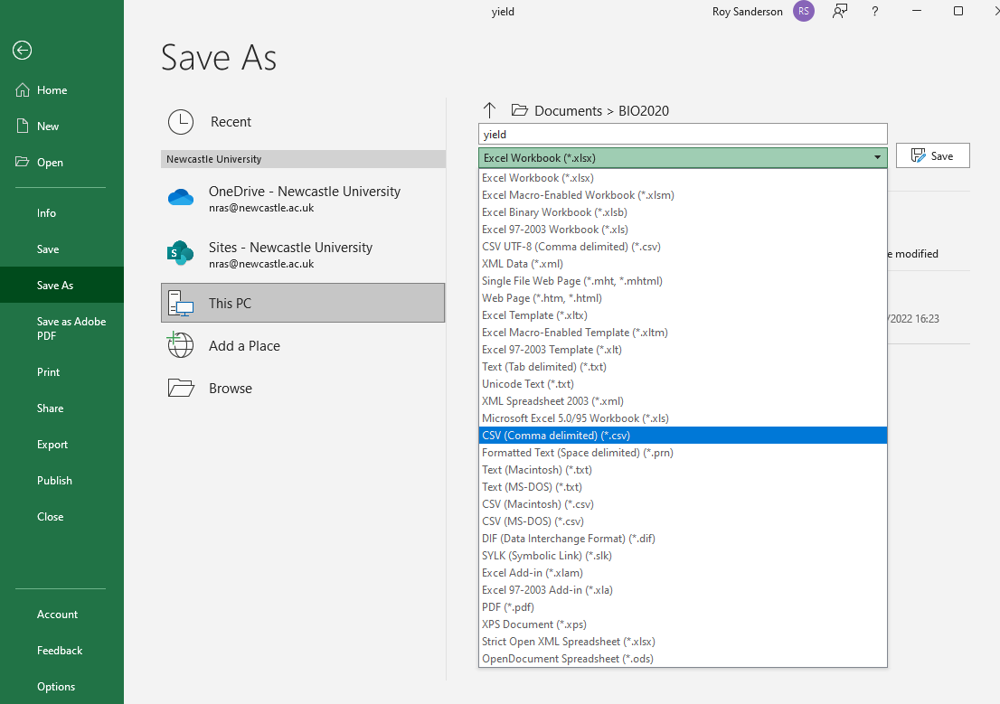 yield
Roy Sanderson
RS
?
Save As
Home
New
Open
Info
Save
Save As
Save as Adobe
PDF
Print
Share
Export
Publish
Close
Account
Feedback
Options
Recent
Newcastle University
OneDrive - Newcastle University
nras@newcastle.ac.uk
S
Sites - Newcastle University
nras@newcastle.ac.uk
This PC
Add a Place
Browse
Documents > BIO2020
yield
Excel Workbook (*.xlsx)
Save
Excel Workbook (*.xlsx)
Excel Macro-Enabled Workbook (*.xlsm)
Excel Binary Workbook (*.xlsb)
Excel 97-2003 Workbook (*.xls)
CSV UTF-8 (Comma delimited) (*.csv)
XML Data (*.xml)
Single File Web Page (*.mht, *.mhtml)
Web Page (*.htm, *.html)
Excel Template (*.xltx)
Excel Macro-Enabled Template (*.xltm)
Excel 97-2003 Template (*.xlt)
Text (Tab delimited) (*.txt)
Unicode Text (*.txt)
XML Spreadsheet 2003 (*.xml)
Microsoft Excel 5.0/95 Workbook (*.xls)
CSV (Comma delimited) (*.csv)
Formatted Text (Space delimited) (*.prn)
Text (Macintosh) (*.txt)
Text (MS-DOS) (*.txt)
CSV (Macintosh) (*.csv)
CSV (MS-DOS) (*.csv)
DIF (Data Interchange Format) (*.dif)
SYLK (Symbolic Link) (*.slk)
Excel Add-in (*.xlam)
Excel 97-2003 Add-in (*.xla)
PDF (*.pdf)
XPS Document (*.xps)
Strict Open XML Spreadsheet (*.xlsx)
OpenDocument Spreadsheet (*.ods)
e modified
/2022 16:23